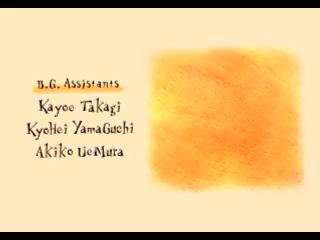 B.G. Assistants
Kayoe Takagi
KyoHei YamaGuchi
Akiko UeMura